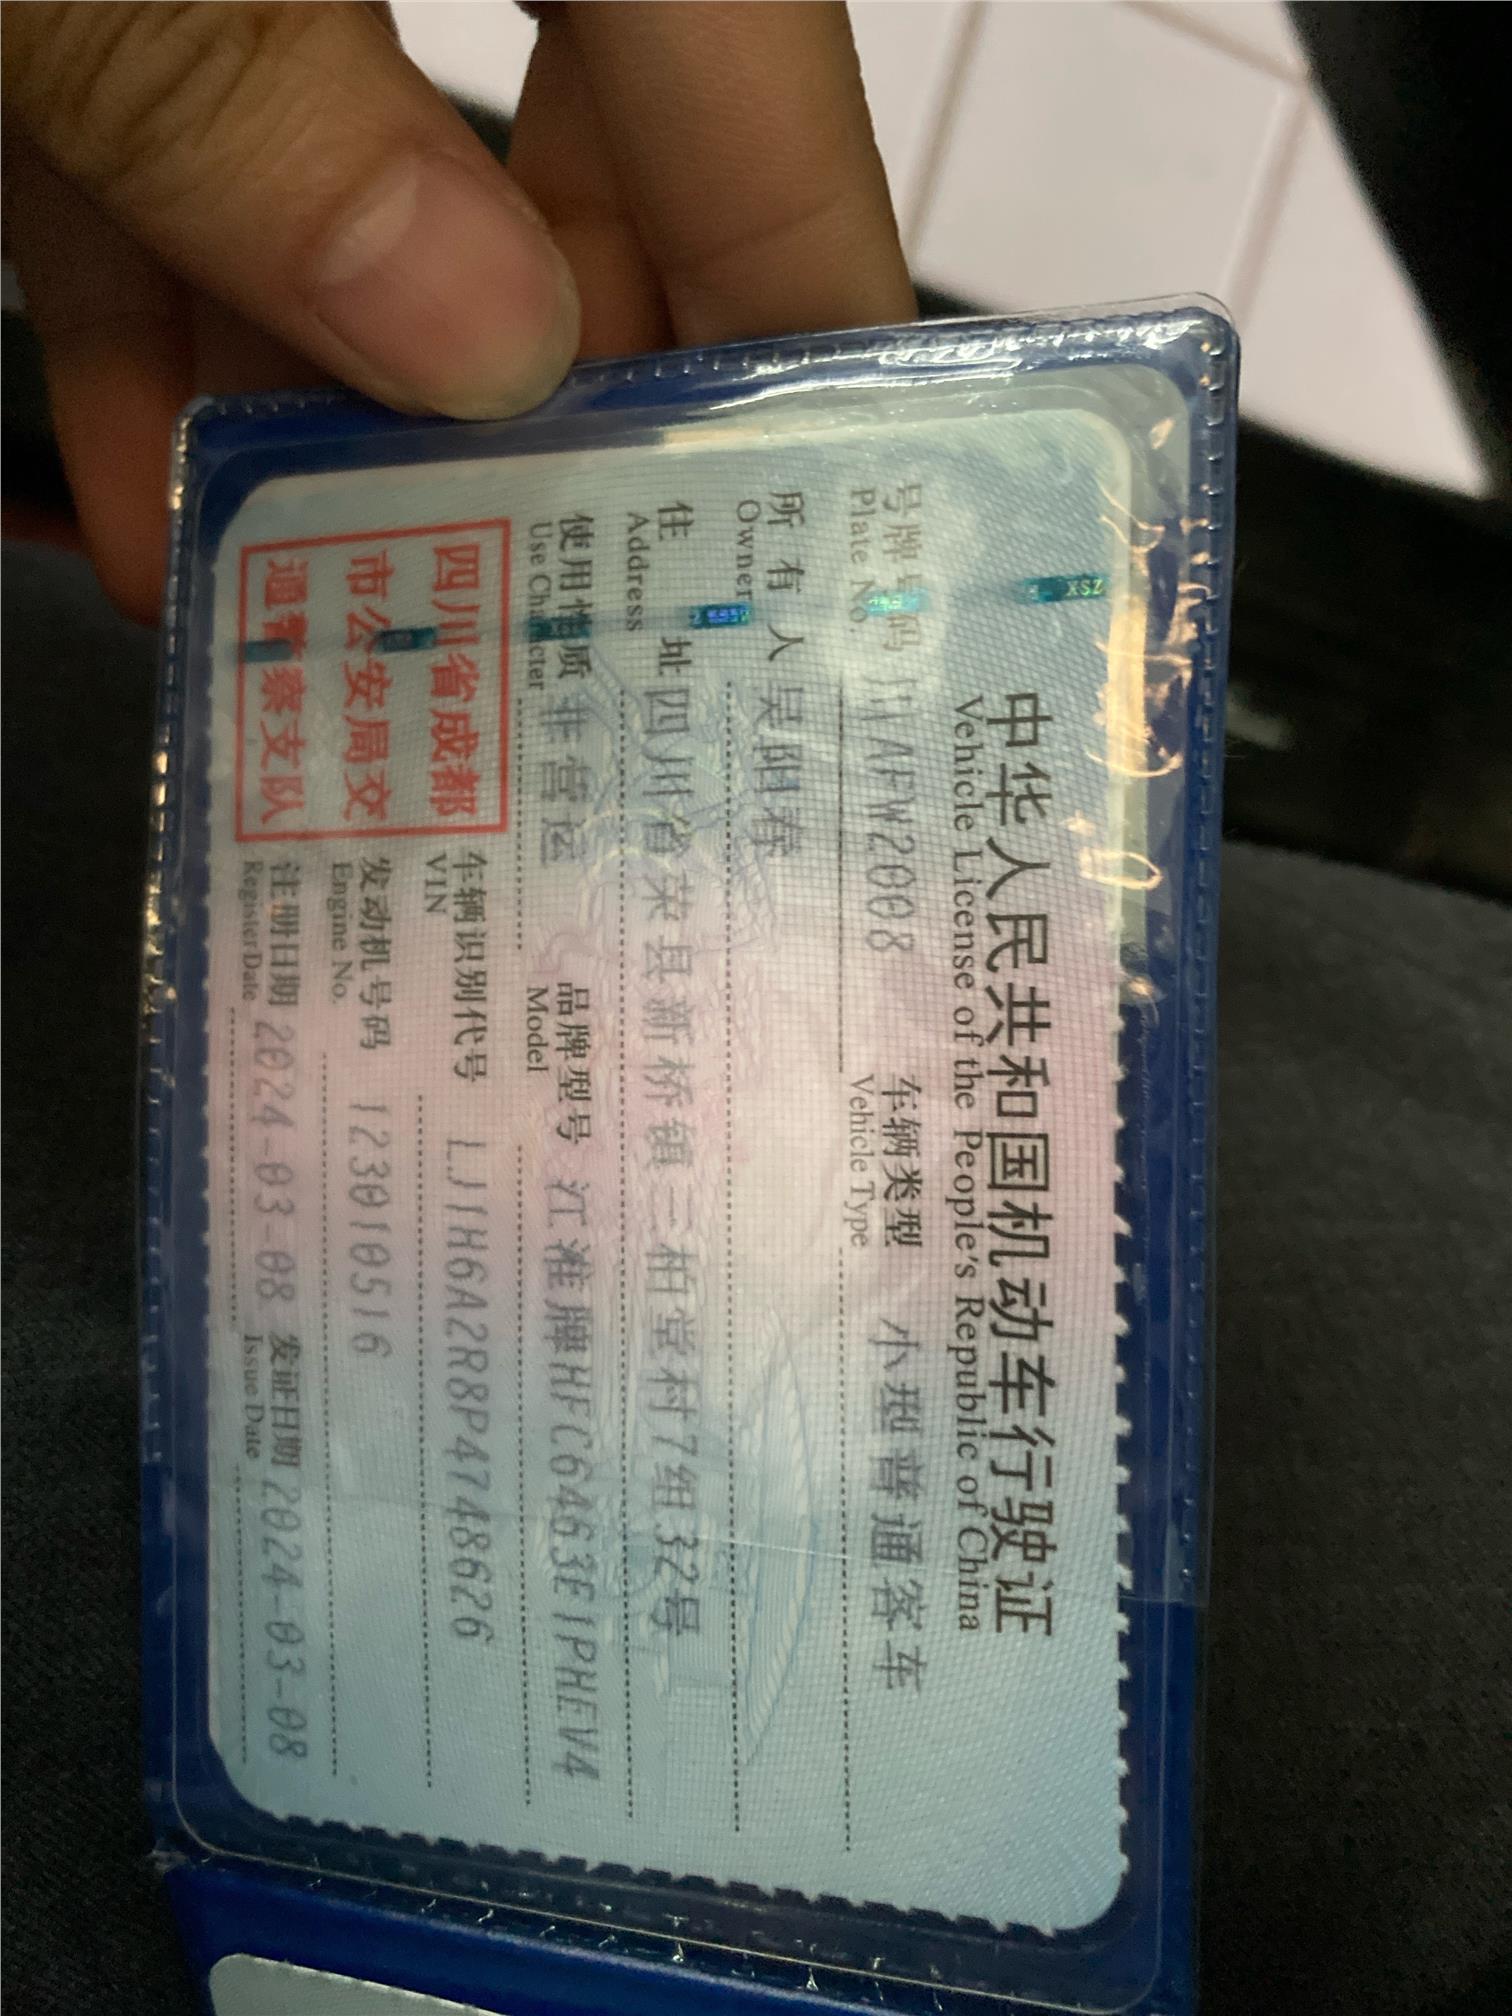 中华人民共和国机动车行驶证
Vehicle License of the People's Republic of China
号牌号码 川AFW2008 车辆类型 小型普通客车
Plate No. Vehicle Type
所有人 吴阳春
Owner
住址 四川省荣县新桥镇三柏堂村7组32号
Address
使用性质 非营运 品牌型号 江淮牌HFC6463E1PHEV4
Use Character Model
四川省成都
市公安局交
通警察支队
车辆识别代号 LJ1H6A2R8P4748626
VIN
发动机号码 123010516
Engine No.
注册日期 2024-03-08 发证日期 2024-03-08
RegisterDate Issue Date